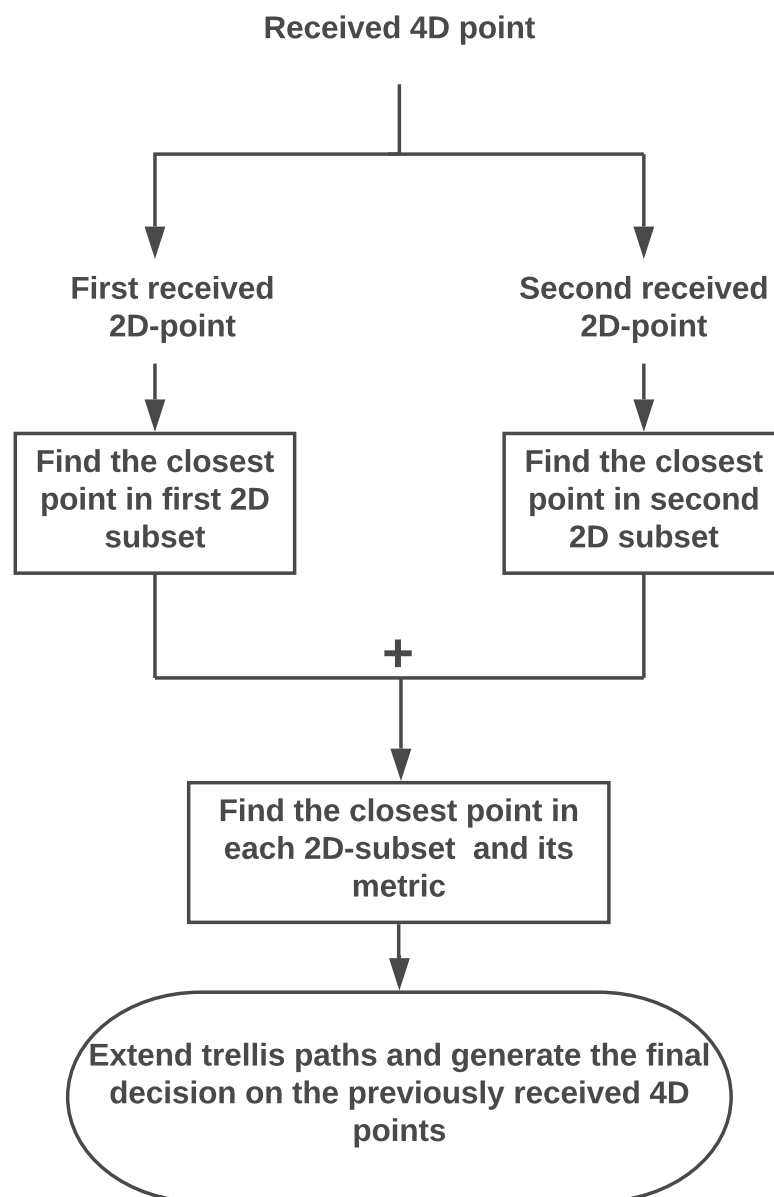 Received 4D point
First received
2D-point
Second received
2D-point
Find the closest
point in first 2D
subset
Find the closest
point in second
2D subset
+
Find the closest point in
each 2D-subset  and its
metric
Extend trellis paths and generate the final
decision on the previously received 4D
points